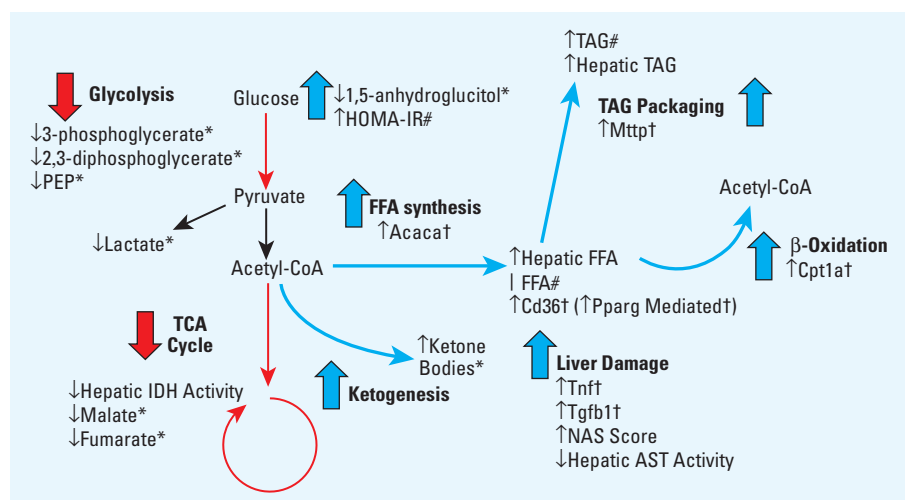 Glycolysis
↓3-phosphoglycerate*
↓2,3-diphosphoglycerate*
↓PEP*
Glucose
↓1,5-anhydroglucitol*
↑HOMA-IR#
Pyruvate
↓Lactate*
FFA synthesis
↑Acaca†
Acetyl-CoA
TCA
Cycle
↓Hepatic IDH Activity
↓Malate*
↓Fumarate*
↑Ketone
Bodies*
Ketogenesis
↑TAG#
↑Hepatic TAG
TAG Packaging
↑Mttp†
↑Hepatic FFA
| FFA#
↑Cd36† (↑Pparg Mediated†)
Acetyl-CoA
β-Oxidation
↑Cpt1a†
Liver Damage
↑Tnf†
↑Tgfb1†
↑NAS Score
↓Hepatic AST Activity